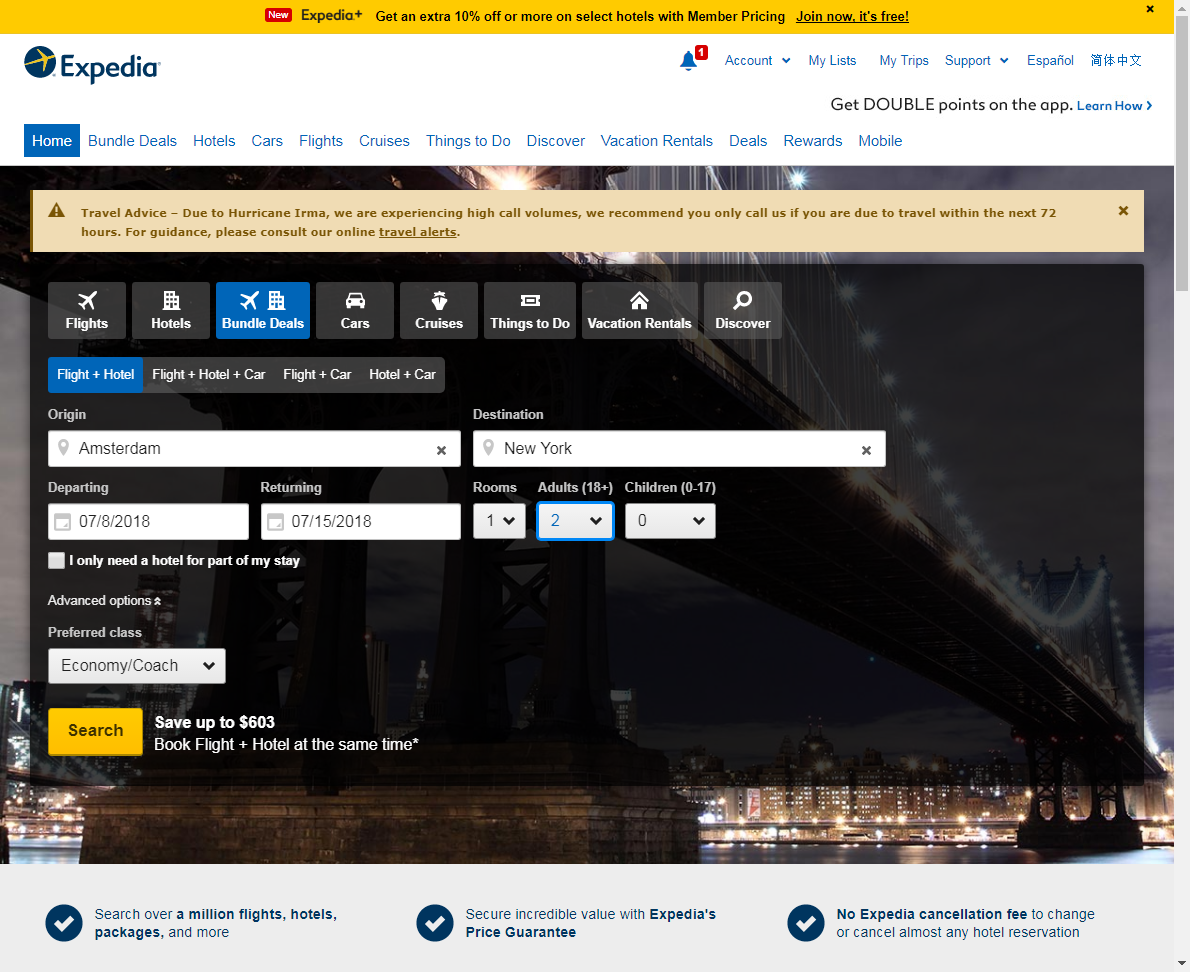 New Expedia+ Get an extra 10% off or more on select hotels with Member Pricing Join now, it's free!
Expedia
1 Account My Lists My Trips Support Español 简体中文
Get DOUBLE points on the app. Learn How
Home Bundle Deals Hotels Cars Flights Cruises Things to Do Discover Vacation Rentals Deals Rewards Mobile
Travel Advice – Due to Hurricane Irma, we are experiencing high call volumes, we recommend you only call us if you are due to travel within the next 72
hours. For guidance, please consult our online travel alerts.
Flights Hotels Bundle Deals Cars Cruises Things to Do Vacation Rentals Discover
Flight + Hotel Flight + Hotel + Car Flight + Car Hotel + Car
Origin Destination
Amsterdam New York
Departing Returning Rooms Adults (18+) Children (0-17)
07/8/2018 07/15/2018 1 2 0
I only need a hotel for part of my stay
Advanced options
Preferred class
Economy/Coach
Search
Save up to $603
Book Flight + Hotel at the same time*
Search over a million flights, hotels,
packages, and more
Secure incredible value with Expedia's
Price Guarantee
No Expedia cancellation fee to change
or cancel almost any hotel reservation